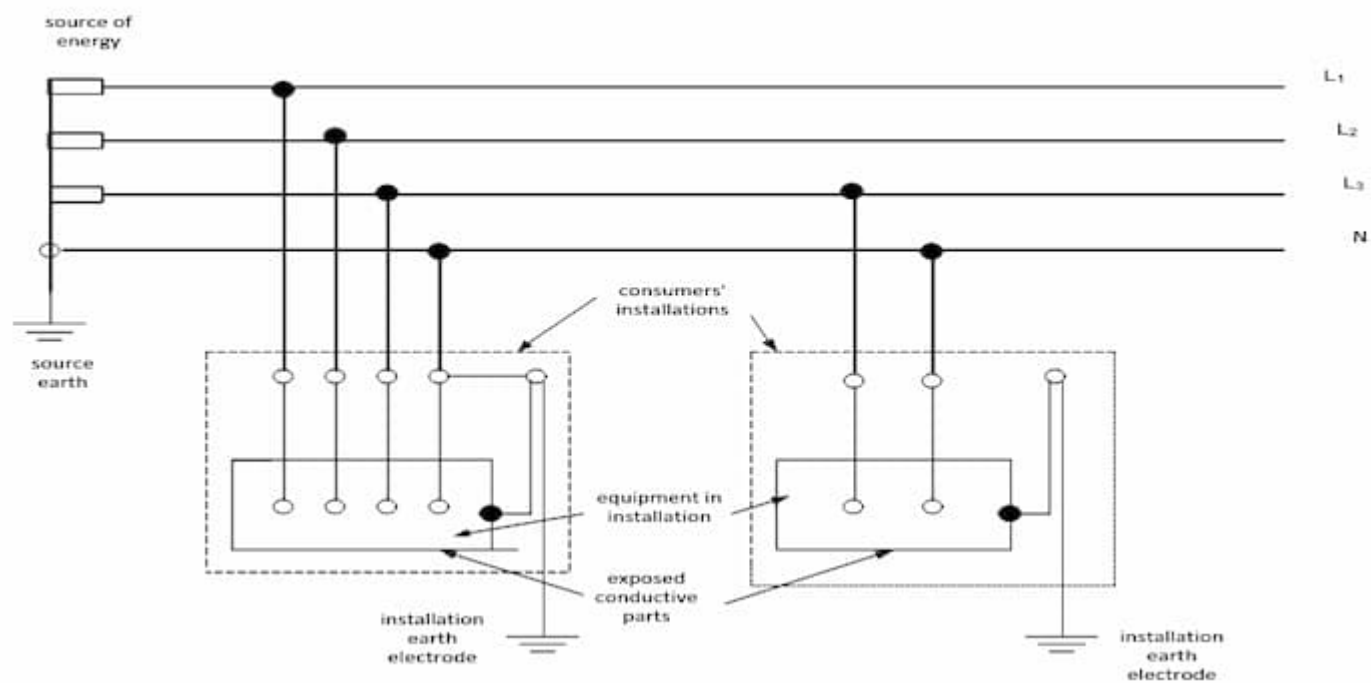 source of
energy
L₁
L₂
L₃
N
consumers'
installations
source
earth
equipment in
installation
exposed
conductive
parts
installation
earth
electrode
installation
earth
electrode